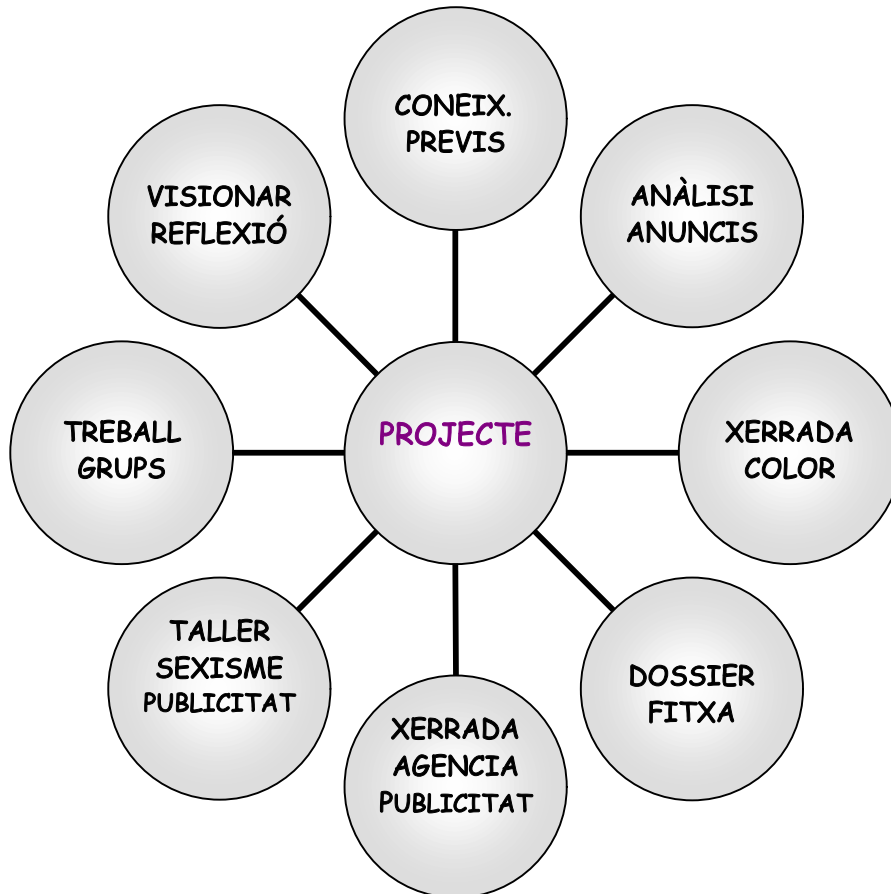 CONEIX.
PREVIS
ANÀLISI
ANUNCIS
XERRADA
COLOR
DOSSIER
FITXA
XERRADA
AGENCIA
PUBLICITAT
TALLER
SEXISME
PUBLICITAT
TREBALL
GRUPS
VISIONAR
REFLEXIÓ
PROJECTE